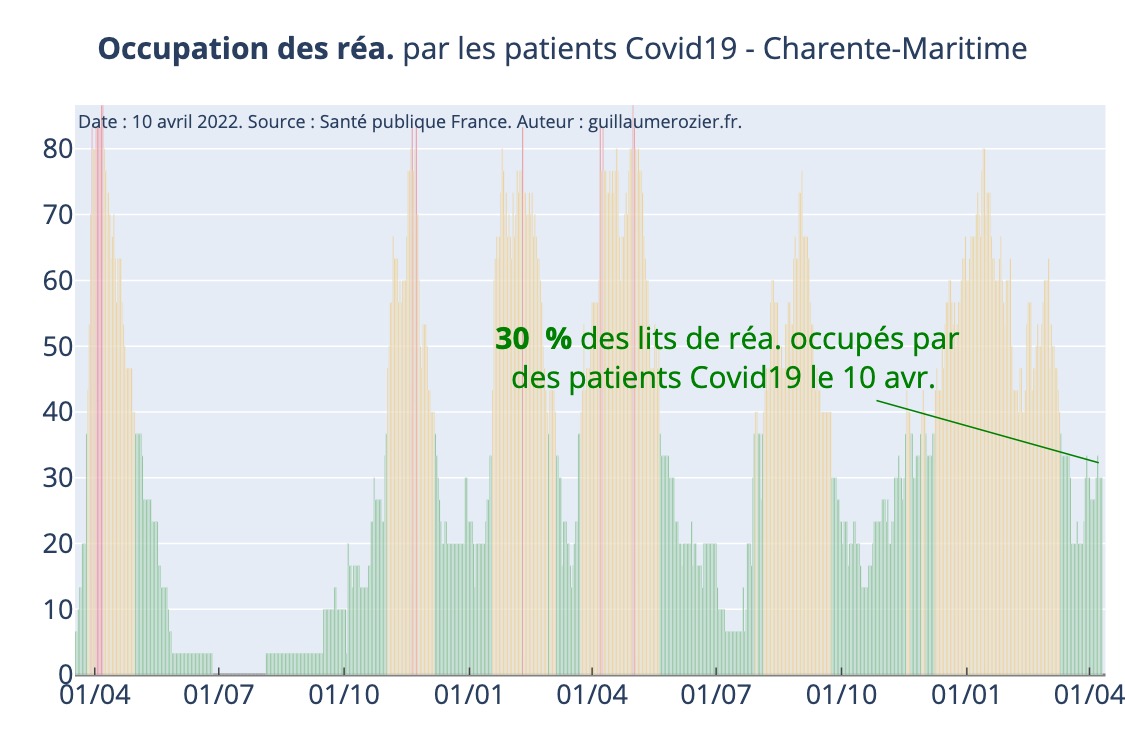 Occupation des réa. par les patients Covid19 - Charente-Maritime
Date : 10 avril 2022. Source : Santé publique France. Auteur : guillaumerozier.fr.
80
70
60
50
40
30
20
10
0
30 % des lits de réa. occupés par
des patients Covid19 le 10 avr.
01/04 01/07 01/10 01/01 01/04 01/07 01/10 01/01 01/04